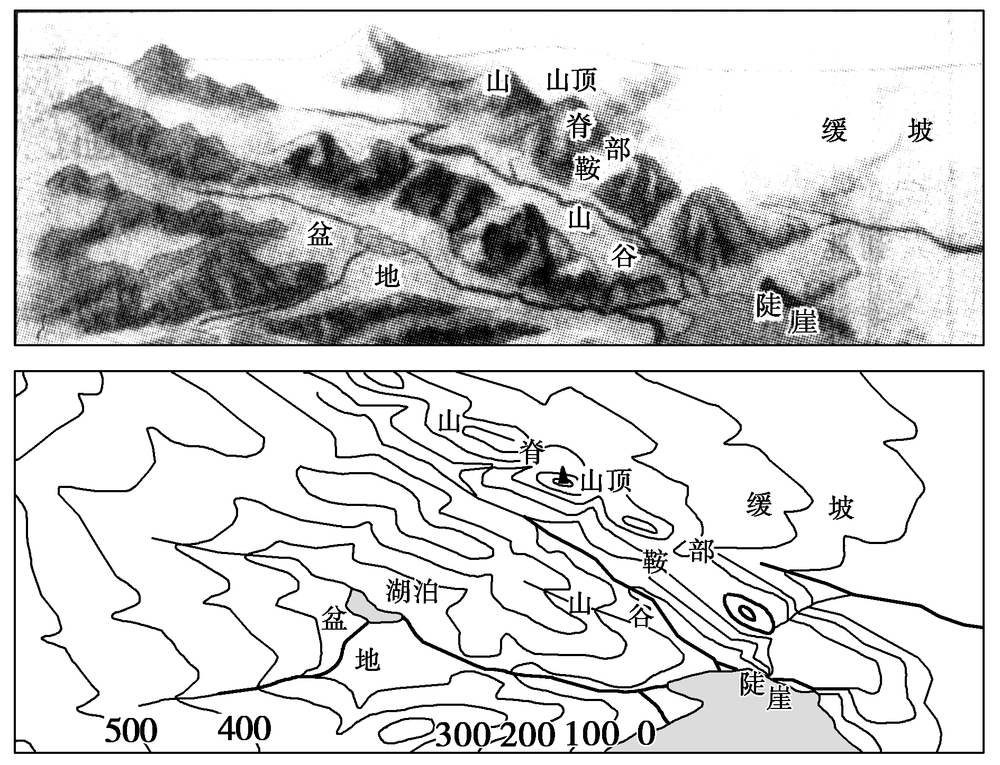 山 山顶
脊
部
鞍
缓 坡
山
谷
盆
地
陡
崖
山
脊
山顶
缓 坡
部
鞍
湖泊
山
谷
盆
地
陡
崖
500 400 300 200 100 0